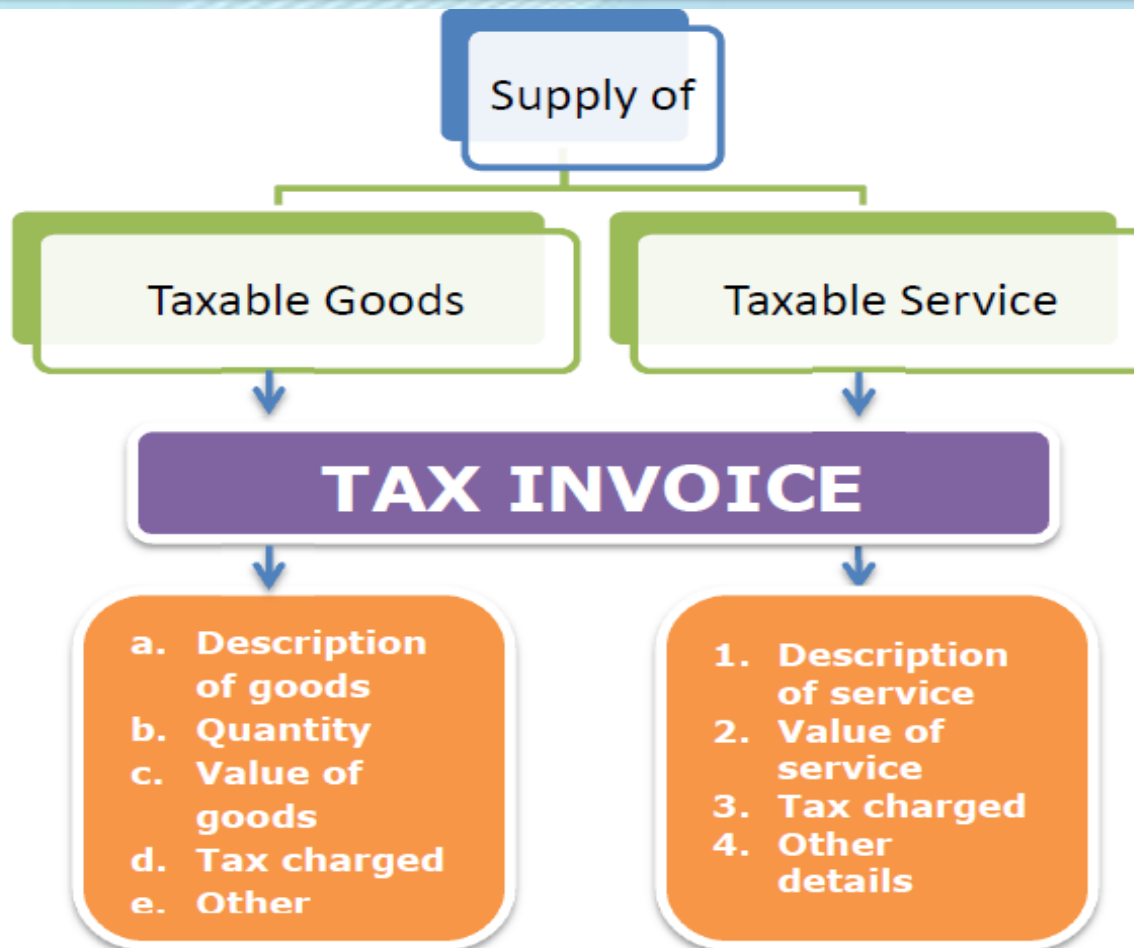 Supply of
Taxable Goods
Taxable Service
TAX INVOICE
a. Description
of goods
b. Quantity
c. Value of
goods
d. Tax charged
e. Other
1. Description
of service
2. Value of
service
3. Tax charged
4. Other
details